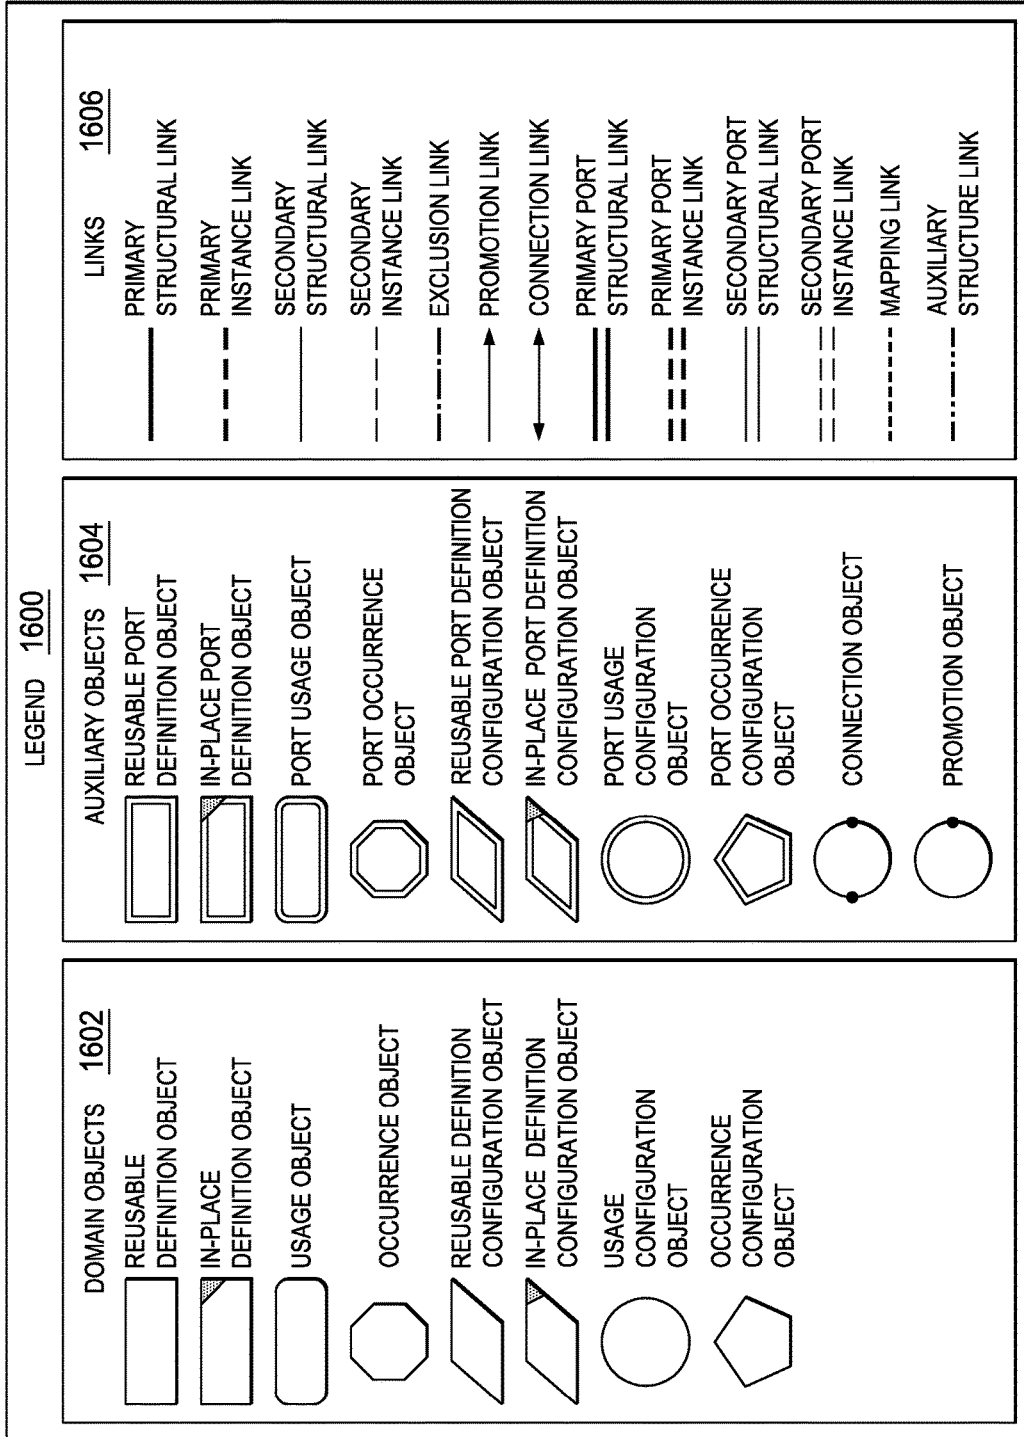 LEGEND 1600
DOMAIN OBJECTS 1602
REUSABLE
DEFINITION OBJECT
IN-PLACE
DEFINITION OBJECT
USAGE OBJECT
OCCURRENCE OBJECT
REUSABLE DEFINITION
CONFIGURATION OBJECT
IN-PLACE DEFINITION
CONFIGURATION OBJECT
USAGE
CONFIGURATION
OBJECT
OCCURRENCE
CONFIGURATION
OBJECT
AUXILIARY OBJECTS 1604
REUSABLE PORT
DEFINITION OBJECT
IN-PLACE PORT
DEFINITION OBJECT
PORT USAGE OBJECT
PORT OCCURRENCE
OBJECT
REUSABLE PORT DEFINITION
CONFIGURATION OBJECT
IN-PLACE PORT DEFINITION
CONFIGURATION OBJECT
PORT USAGE
CONFIGURATION
OBJECT
PORT OCCURRENCE
CONFIGURATION
OBJECT
CONNECTION OBJECT
PROMOTION OBJECT
LINKS 1606
PRIMARY
STRUCTURAL LINK
PRIMARY
INSTANCE LINK
SECONDARY
STRUCTURAL LINK
SECONDARY
INSTANCE LINK
EXCLUSION LINK
PROMOTION LINK
CONNECTION LINK
PRIMARY PORT
STRUCTURAL LINK
PRIMARY PORT
INSTANCE LINK
SECONDARY PORT
STRUCTURAL LINK
SECONDARY PORT
INSTANCE LINK
MAPPING LINK
AUXILIARY
STRUCTURE LINK